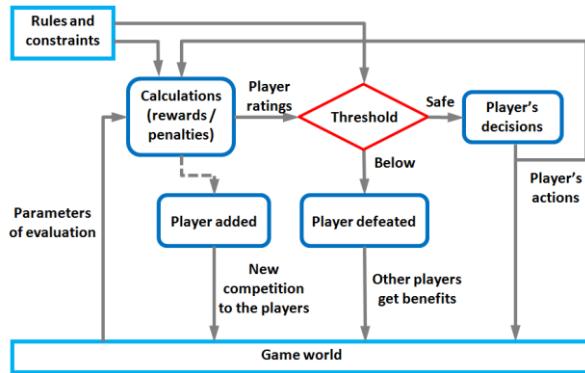 Rules and
constraints
Calculations
(rewards /
penalties)
Player
ratings
Threshold
Safe
Player's
decisions
Below
Player's
actions
Parameters
of evaluation
Player added
Player defeated
New
competition
to the players
Other players
get benefits
Game world